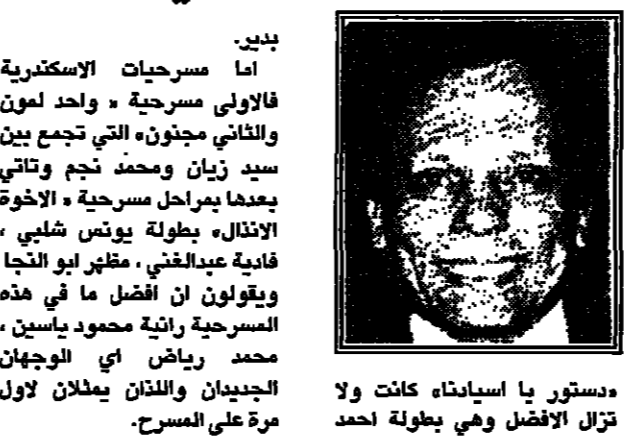 «دستور يا اسيادنا» كانت ولا
تزال الافضل وهي بطولة احمد
بدير.
اما مسرحيات الاسكندرية
فالاولى مسرحية « واحد لمون
والثاني مجنون» التي تجمع بين
سيد زيان ومحمد نجم وتاتي
بعدها بمراحل مسرحية « الاخوة
الانذال» بطولة يونس شلبي ،
فادية عبدالغني ، مظهر ابو النجا
ويقولون ان افضل ما في هذه
المسرحية رانية محمود ياسين ،
محمد رياض اي الوجهان
الجديدان واللذان يمثلان لاول
مرة على المسرح.